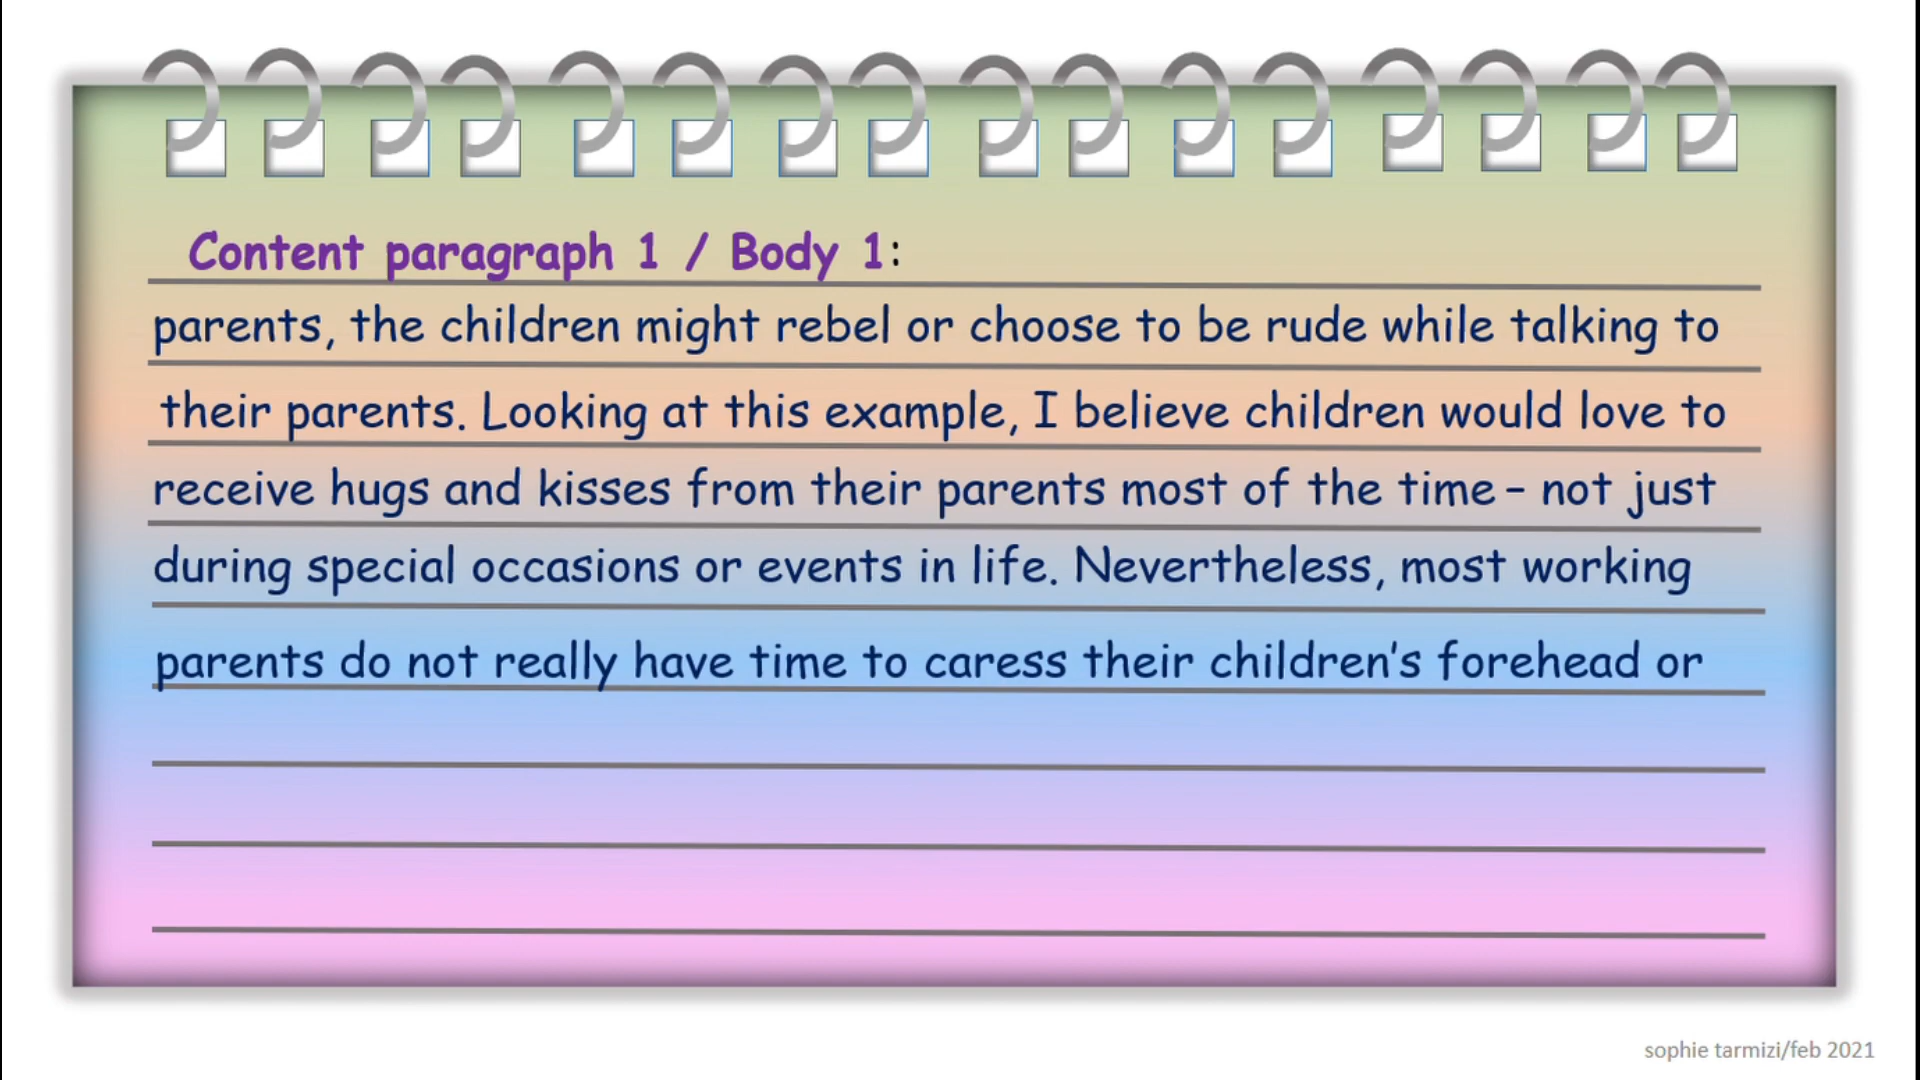 Content paragraph 1 / Body 1:
parents, the children might rebel or choose to be rude while talking to
their parents. Looking at this example, I believe children would love to
receive hugs and kisses from their parents most of the time – not just
during special occasions or events in life. Nevertheless, most working
parents do not really have time to caress their children’s forehead or
sophie tarmizi/feb 2021